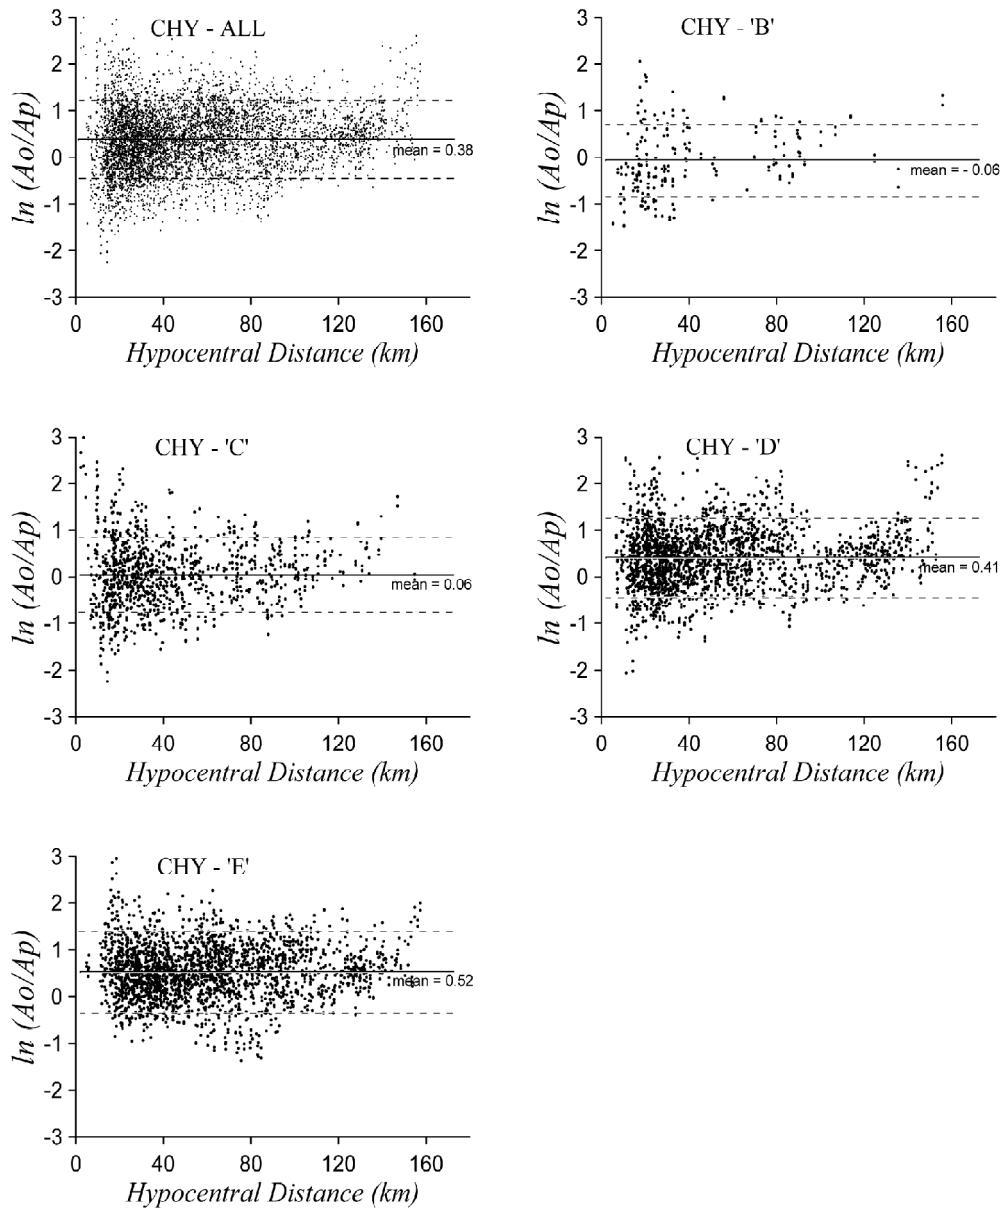 CHY - ALL
ln (Ao/Ap)
3
2
1
0
-1
-2
-3
mean = 0.38
0 40 80 120 160
Hypocentral Distance (km)
CHY - 'B'
ln (Ao/Ap)
3
2
1
0
-1
-2
-3
mean = - 0.06
0 40 80 120 160
Hypocentral Distance (km)
CHY - 'C'
ln (Ao/Ap)
3
2
1
0
-1
-2
-3
mean = 0.06
0 40 80 120 160
Hypocentral Distance (km)
CHY - 'D'
ln (Ao/Ap)
3
2
1
0
-1
-2
-3
mean = 0.41
0 40 80 120 160
Hypocentral Distance (km)
CHY - 'E'
ln (Ao/Ap)
3
2
1
0
-1
-2
-3
mean = 0.52
0 40 80 120 160
Hypocentral Distance (km)